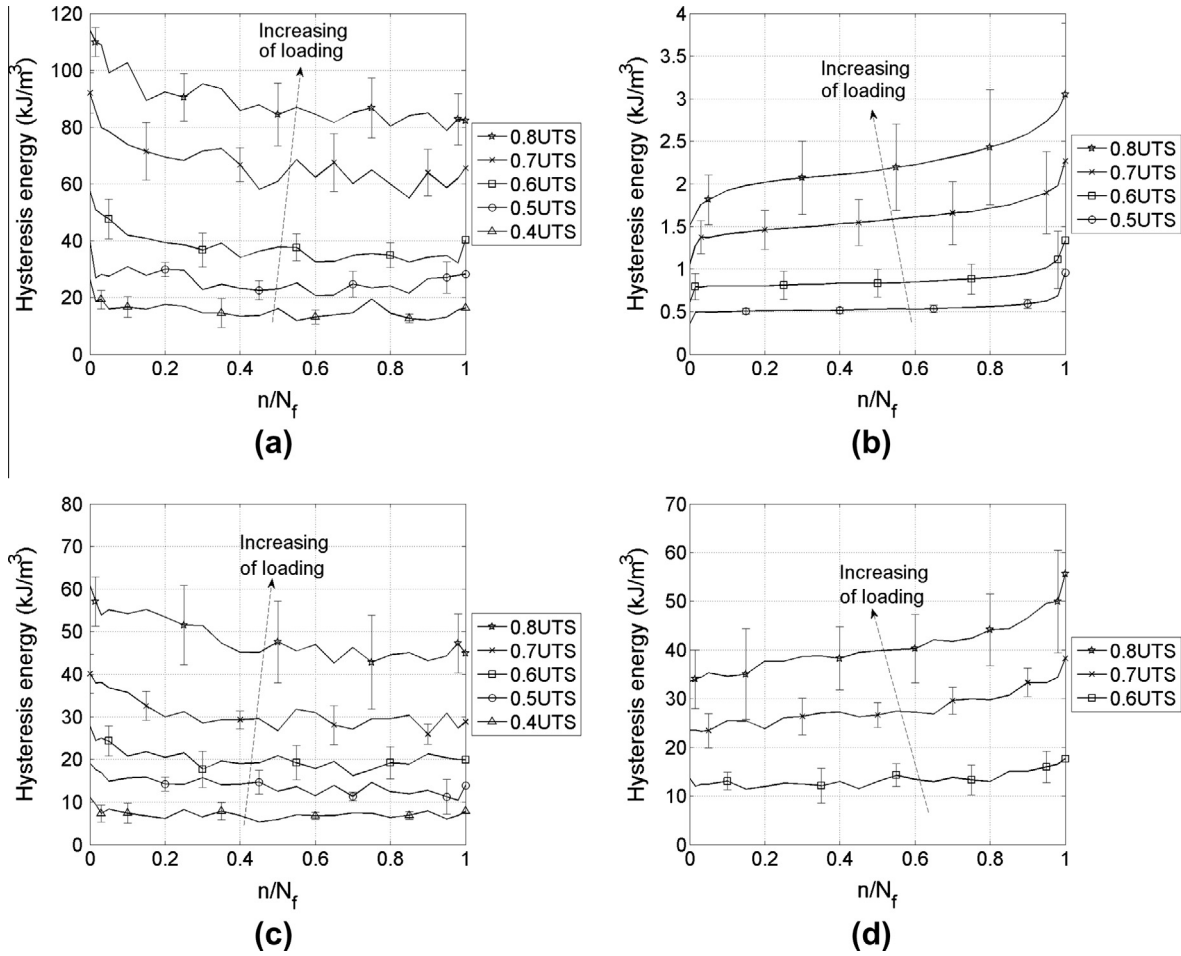 120
100
80
60
40
20
0
Hysteresis energy (kJ/m³)
Increasing
of loading
0 0.2 0.4 0.6 0.8 1
n/N_f
0.8UTS
0.7UTS
0.6UTS
0.5UTS
0.4UTS
(a)
4
3.5
3
2.5
2
1.5
1
0.5
0
Hysteresis energy (kJ/m³)
Increasing
of loading
0 0.2 0.4 0.6 0.8 1
n/N_f
0.8UTS
0.7UTS
0.6UTS
0.5UTS
(b)
80
70
60
50
40
30
20
10
0
Hysteresis energy (kJ/m³)
Increasing
of loading
0 0.2 0.4 0.6 0.8 1
n/N_f
0.8UTS
0.7UTS
0.6UTS
0.5UTS
0.4UTS
(c)
70
60
50
40
30
20
10
0
Hysteresis energy (kJ/m³)
Increasing
of loading
0 0.2 0.4 0.6 0.8 1
n/N_f
0.8UTS
0.7UTS
0.6UTS
(d)